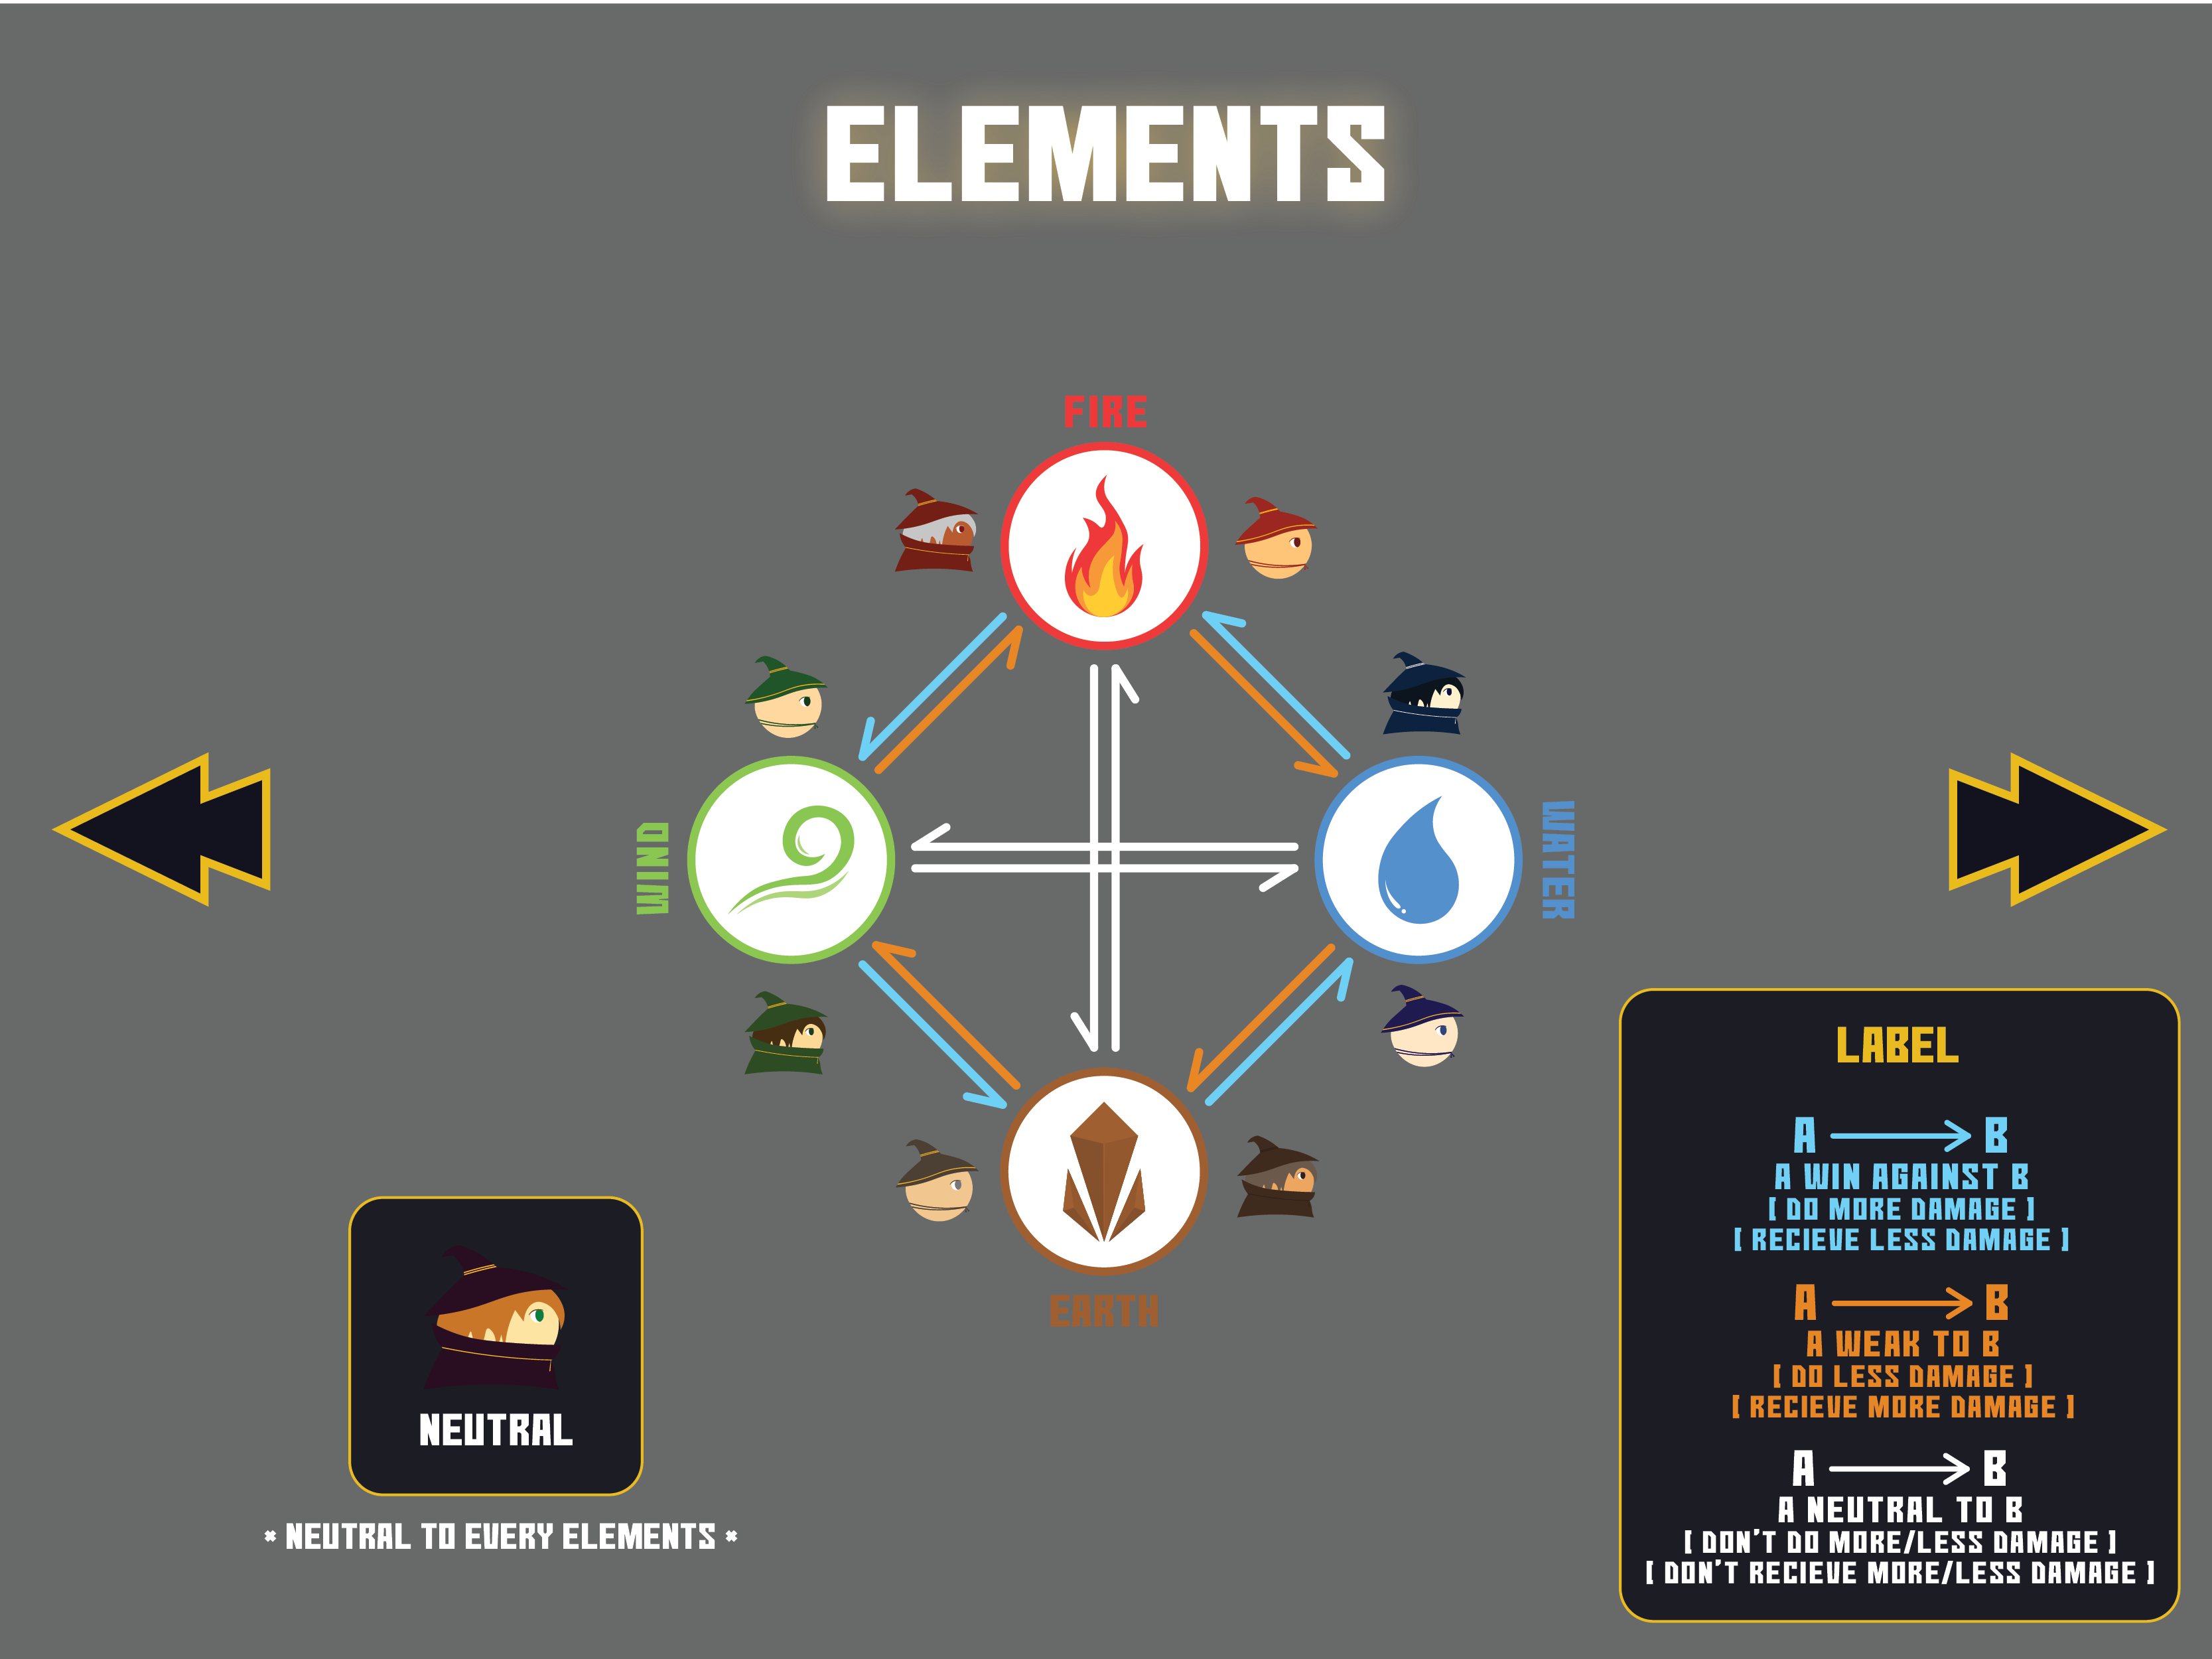 ELEMENTS
FIRE
WIND
WATER
EARTH
NEUTRAL
* NEUTRAL TO EVERY ELEMENTS *
LABEL
A → B
A WIN AGAINST B
[ DO MORE DAMAGE ]
[ RECIEVE LESS DAMAGE ]
A → B
A WEAK TO B
[ DO LESS DAMAGE ]
[ RECIEVE MORE DAMAGE ]
A → B
A NEUTRAL TO B
[ DON'T DO MORE/LESS DAMAGE ]
[ DON'T RECIEVE MORE/LESS DAMAGE ]